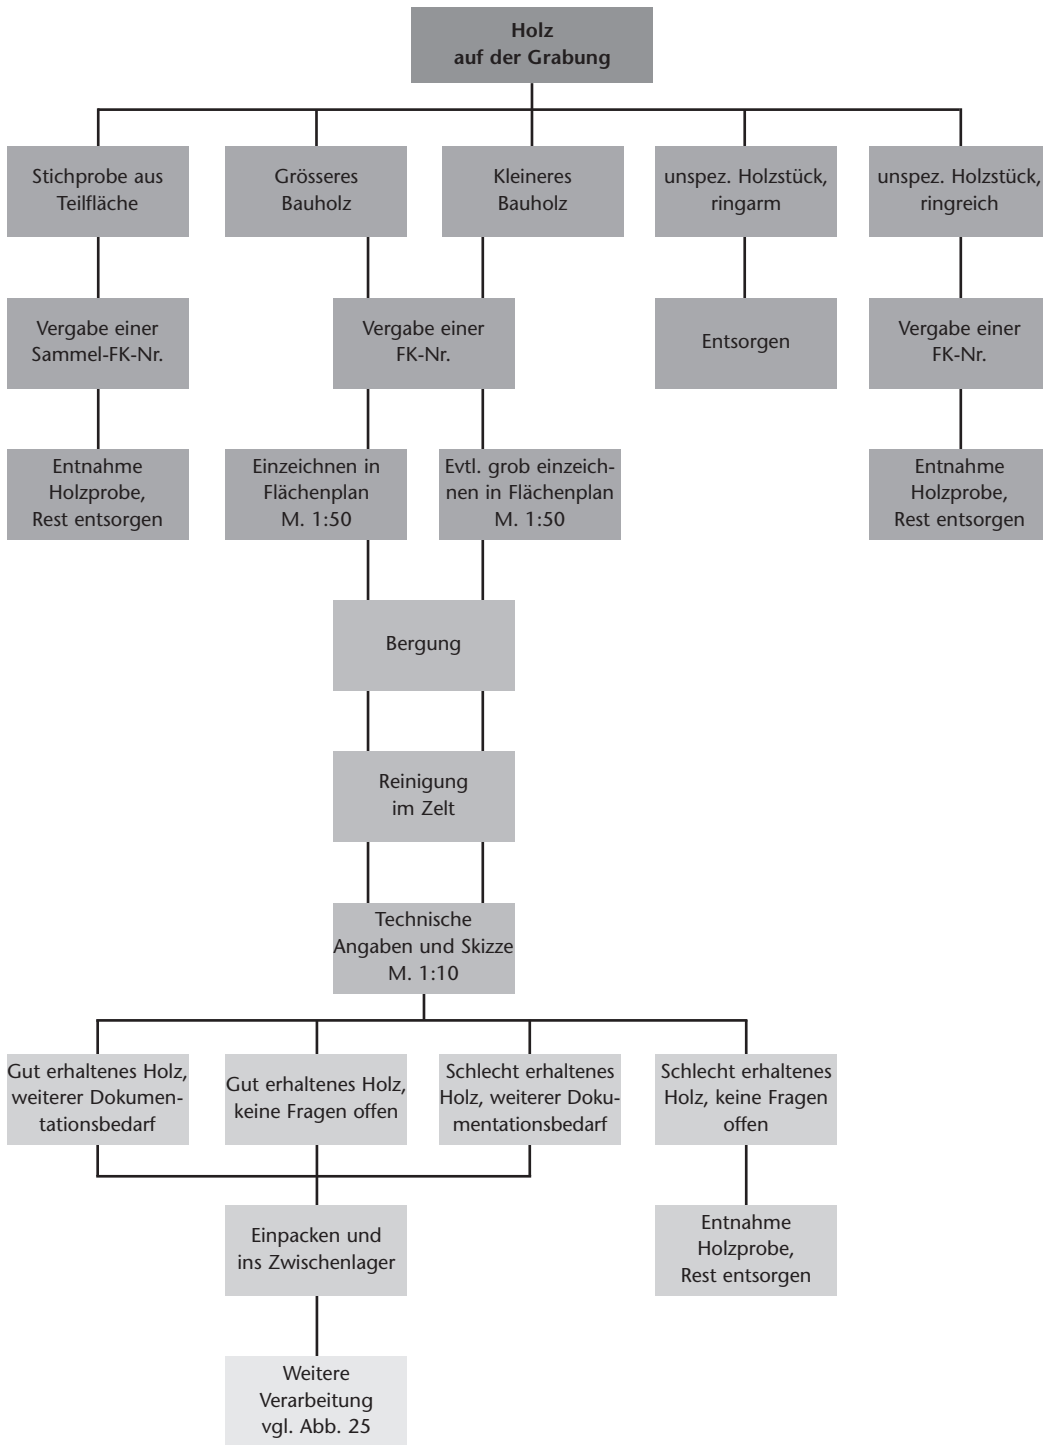 Holz
auf der Grabung
Stichprobe aus
Teilfläche
Grösseres
Bauholz
Kleineres
Bauholz
unspez. Holzstück,
ringarm
unspez. Holzstück,
ringreich
Vergabe einer
Sammel-FK-Nr.
Vergabe einer
FK-Nr.
Entsorgen
Vergabe einer
FK-Nr.
Entnahme
Holzprobe,
Rest entsorgen
Einzeichnen in
Flächenplan
M. 1:50
Evtl. grob einzeich-
nen in Flächenplan
M. 1:50
Entnahme
Holzprobe,
Rest entsorgen
Bergung
Reinigung
im Zelt
Technische
Angaben und Skizze
M. 1:10
Gut erhaltenes Holz,
weiterer Dokumen-
tationsbedarf
Gut erhaltenes Holz,
keine Fragen offen
Schlecht erhaltenes
Holz, weiterer Doku-
mentationsbedarf
Schlecht erhaltenes
Holz, keine Fragen
offen
Einpacken und
ins Zwischenlager
Entnahme
Holzprobe,
Rest entsorgen
Weitere
Verarbeitung
vgl. Abb. 25